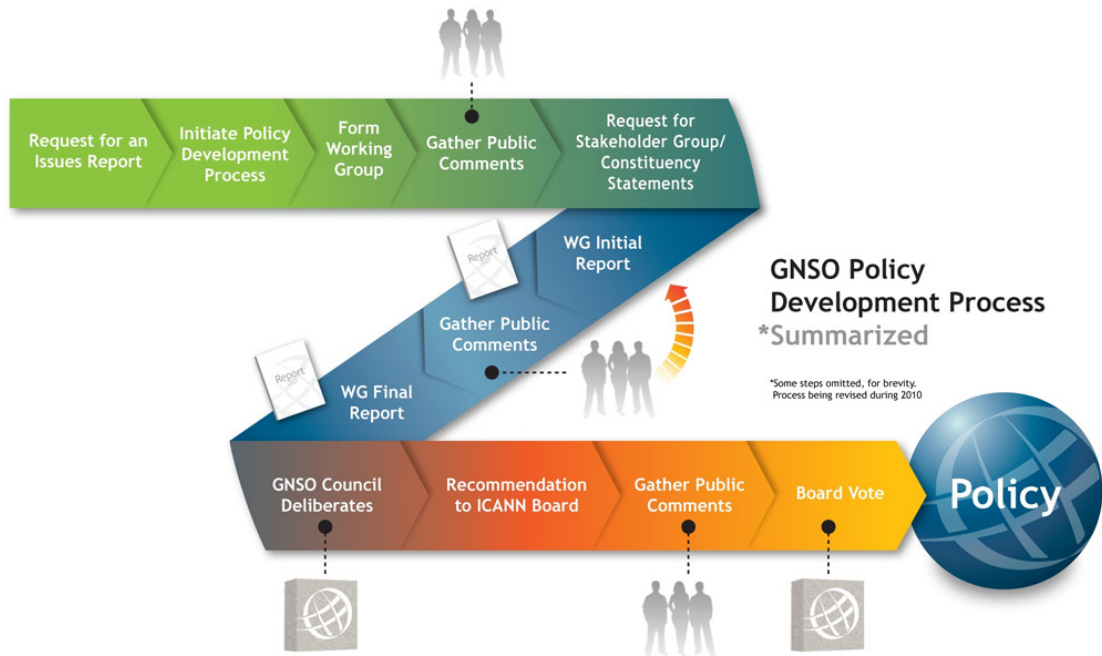 Request for an
Issues Report
Initiate Policy
Development
Process
Form
Working
Group
Gather Public
Comments
Request for
Stakeholder Group/
Constituency
Statements
Report
WG Initial
Report
Gather Public
Comments
Report
WG Final
Report
GNSO Policy
Development Process
*Summarized
*Some steps omitted, for brevity.
Process being revised during 2010
GNSO Council
Deliberates
Recommendation
to ICANN Board
Gather Public
Comments
Board Vote
Policy